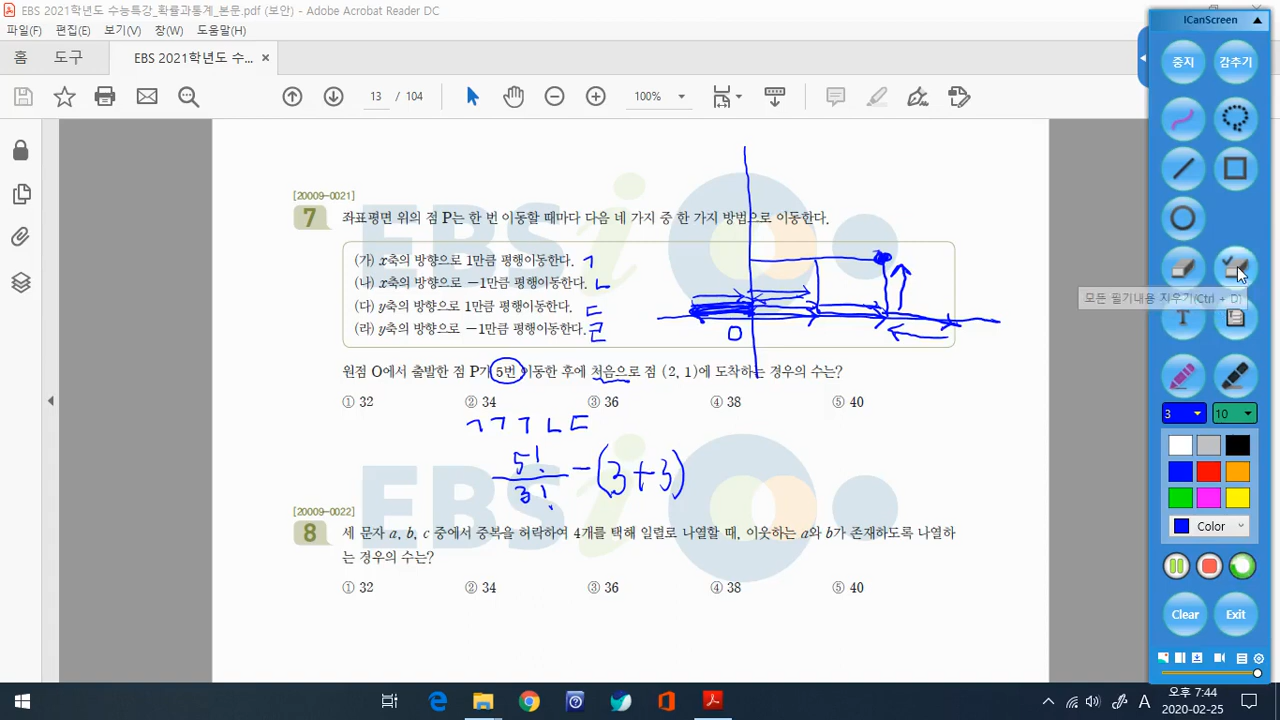 EBS 2021학년도 수능특강_확률과통계_본문.pdf (보안) - Adobe Acrobat Reader DC
파일(F) 편집(E) 보기(V) 창(W) 도움말(H)
홈 도구 EBS 2021학년도 수... ×
13 / 104 100%
[20009-0021]
7 좌표평면 위의 점 P는 한 번 이동할 때마다 다음 네 가지 중 한 가지 방법으로 이동한다.
(가) x축의 방향으로 1만큼 평행이동한다. ㄱ
(나) x축의 방향으로 −1만큼 평행이동한다. ㄴ
(다) y축의 방향으로 1만큼 평행이동한다. ㄷ
(라) y축의 방향으로 −1만큼 평행이동한다. ㄹ
O
원점 O에서 출발한 점 P가 5번 이동한 후에 처음으로 점 (2, 1)에 도착하는 경우의 수는?
① 32 ② 34 ③ 36 ④ 38 ⑤ 40
ㄱㄱㄱㄴㄷ
5!/3! − (3+3)
[20009-0022]
8 세 문자 a, b, c 중에서 중복을 허락하여 4개를 택해 일렬로 나열할 때, 이웃하는 a와 b가 존재하도록 나열하
는 경우의 수는?
① 32 ② 34 ③ 36 ④ 38 ⑤ 40
ICanScreen
중지 감추기
모든 필기내용 지우기(Ctrl + D)
T
3 10
Color
Clear Exit
A 오후 7:44
2020-02-25